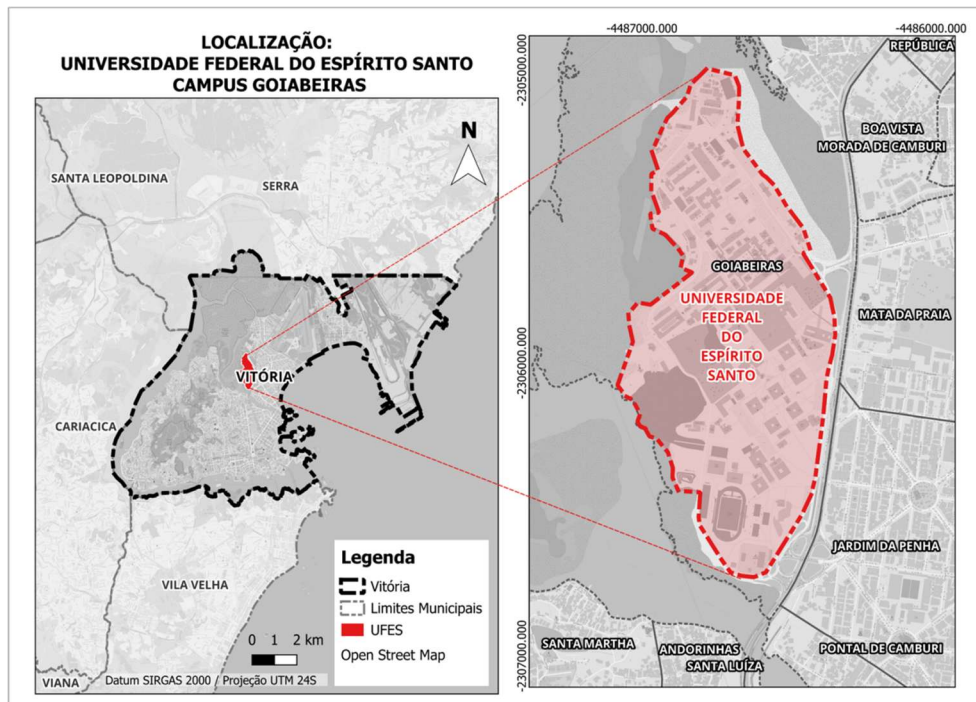 LOCALIZAÇÃO:
UNIVERSIDADE FEDERAL DO ESPÍRITO SANTO
CAMPUS GOIABEIRAS
N
SANTA LEOPOLDINA
SERRA
VITÓRIA
CARIACICA
VILA VELHA
VIANA
Legenda
Vitória
Limites Municipais
UFES
Open Street Map
0 1 2 km
Datum SIRGAS 2000 / Projeção UTM 24S
-4487000.000
-4486000.000
-2305000.000
-2306000.000
-2307000.000
REPÚBLICA
BOA VISTA
MORADA DE CAMBURI
GOIABEIRAS
UNIVERSIDADE
FEDERAL
DO
ESPÍRITO
SANTO
MATA DA PRAIA
JARDIM DA PENHA
SANTA MARTHA
ANDORINHAS
SANTA LUÍZA
PONTAL DE CAMBURI